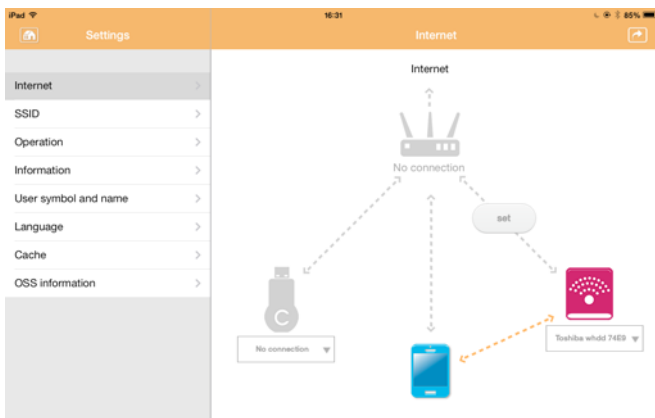 iPad 16:31 85%
Settings
Internet
Internet
Internet
SSID
Operation
Information
User symbol and name
Language
Cache
OSS information
No connection
set
C
No connection
Toshiba whdd 74E9